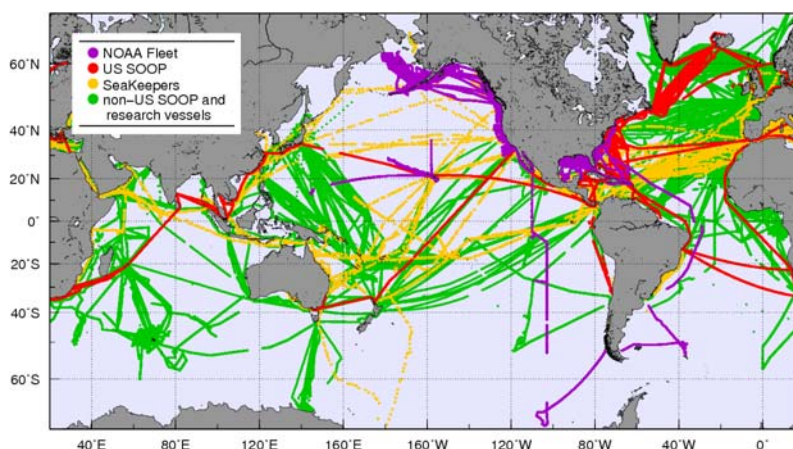 NOAA Fleet
US SOOP
SeaKeepers
non-US SOOP and
research vessels
60°N
40°N
20°N
0°
20°S
40°S
60°S
40°E 80°E 120°E 160°E 160°W 120°W 80°W 40°W 0°